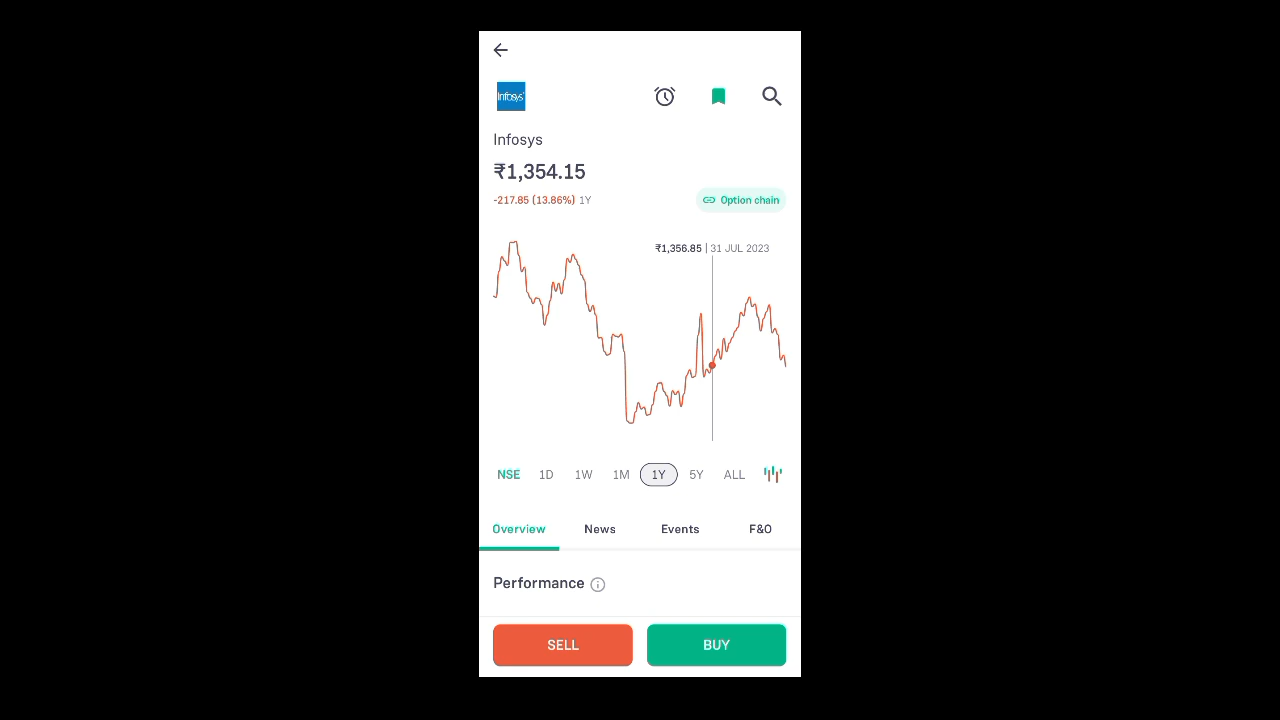 Infosys
Infosys
₹1,354.15
-217.85 (13.86%) 1Y
Option chain
₹1,356.85 | 31 JUL 2023
NSE 1D 1W 1M 1Y 5Y ALL
Overview News Events F&O
Performance
SELL BUY